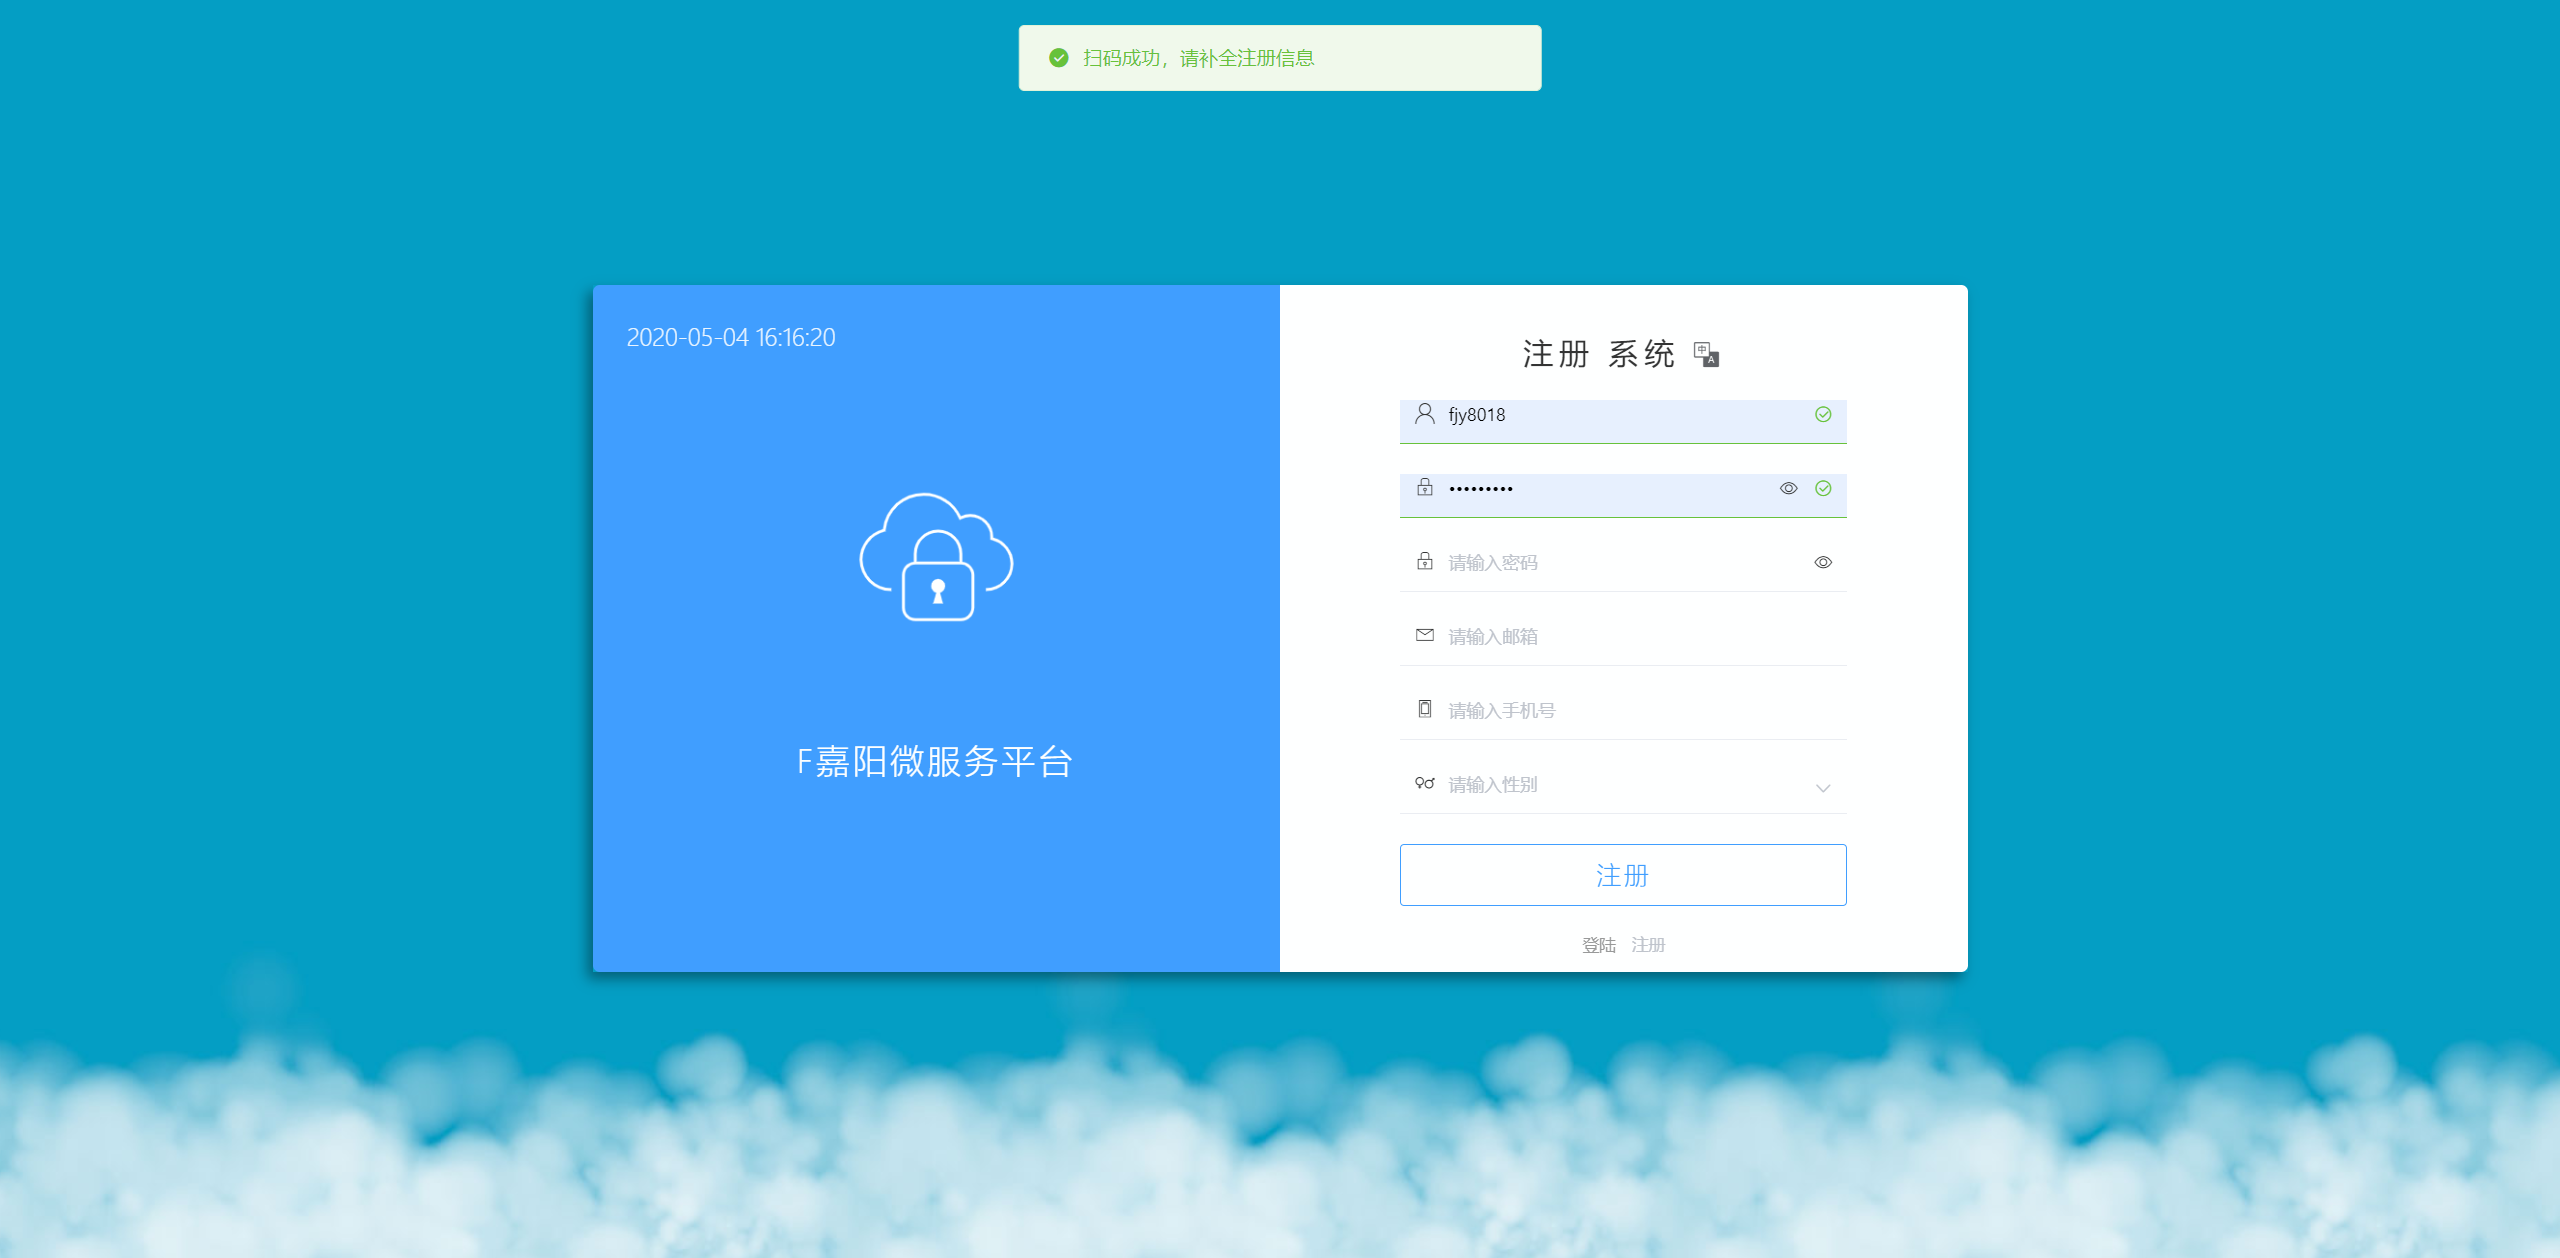 扫码成功，请补全注册信息
2020-05-04 16:16:20
F嘉阳微服务平台
注册 系统 中 A
fjy8018
•••••••••
请输入密码
请输入邮箱
请输入手机号
请输入性别
注册
登陆 注册